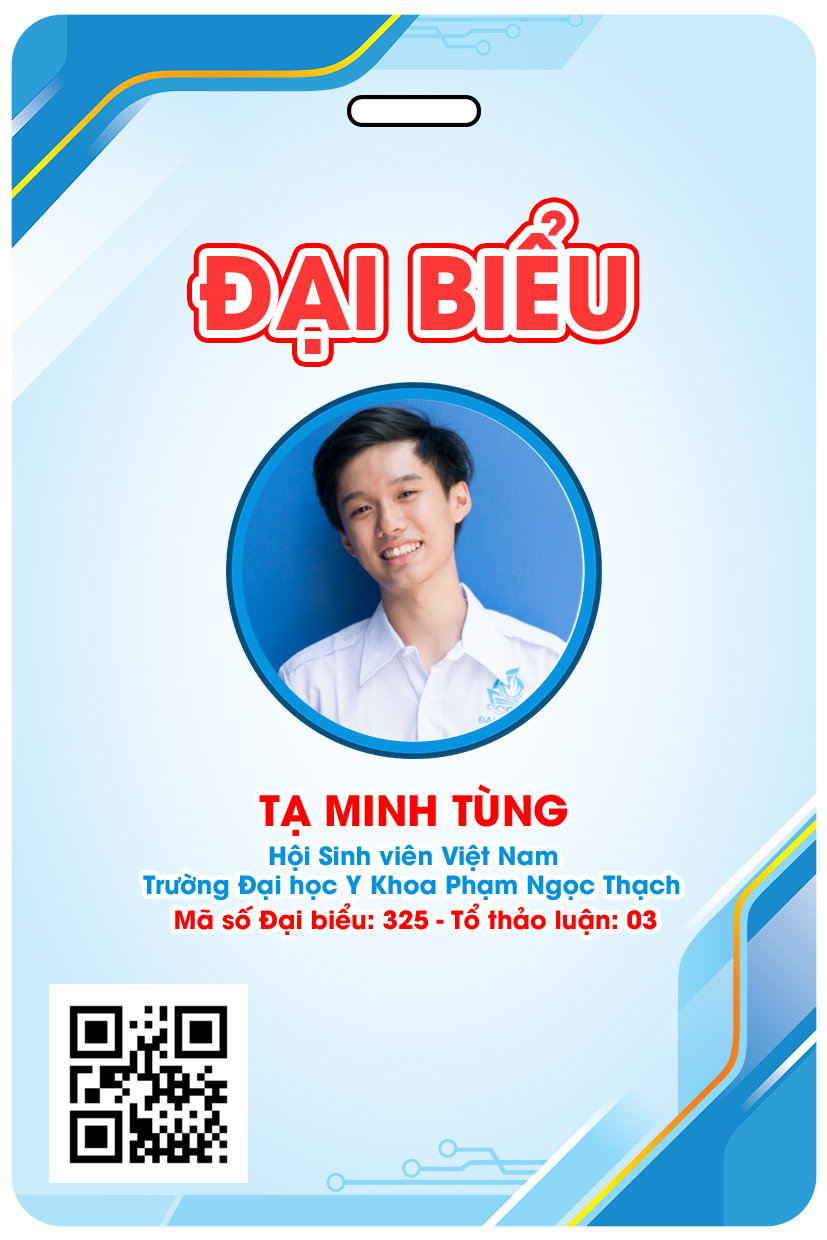 ĐẠI BIỂU
TẠ MINH TÙNG
Hội Sinh viên Việt Nam
Trường Đại học Y Khoa Phạm Ngọc Thạch
Mã số Đại biểu: 325 - Tổ thảo luận: 03